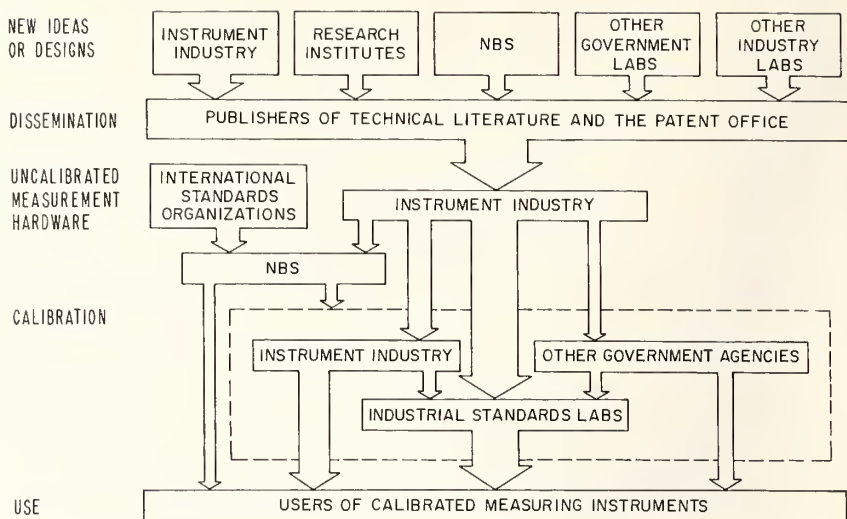 NEW IDEAS
OR DESIGNS
INSTRUMENT
INDUSTRY
RESEARCH
INSTITUTES
NBS
OTHER
GOVERNMENT
LABS
OTHER
INDUSTRY
LABS
DISSEMINATION
PUBLISHERS OF TECHNICAL LITERATURE AND THE PATENT OFFICE
UNCALIBRATED
MEASUREMENT
HARDWARE
INTERNATIONAL
STANDARDS
ORGANIZATIONS
INSTRUMENT INDUSTRY
NBS
CALIBRATION
INSTRUMENT INDUSTRY
OTHER GOVERNMENT AGENCIES
INDUSTRIAL STANDARDS LABS
USE
USERS OF CALIBRATED MEASURING INSTRUMENTS